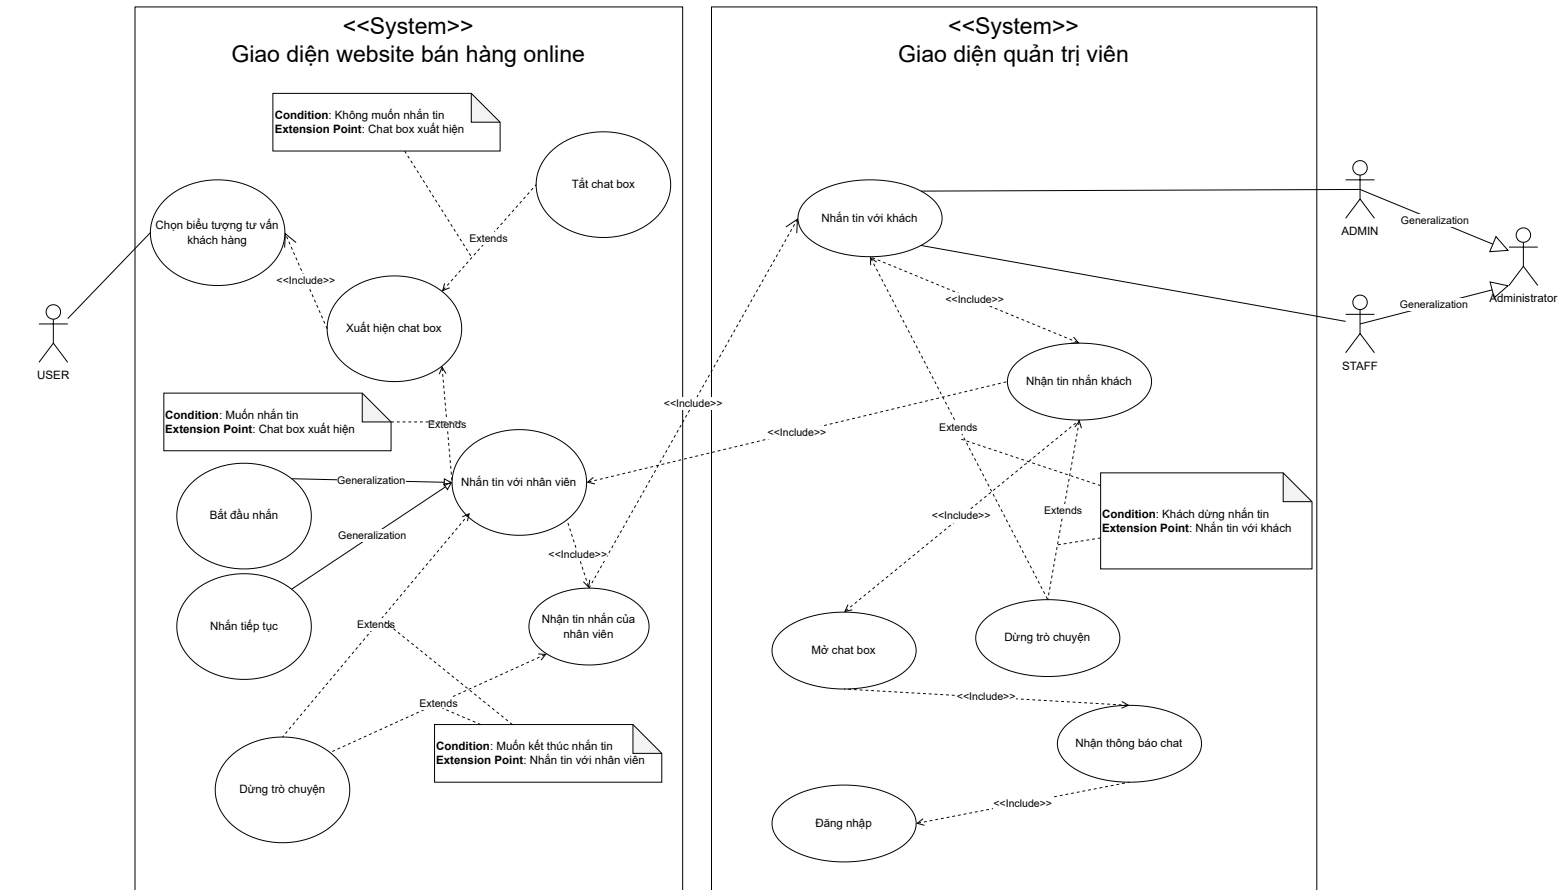 <<System>>
Giao diện website bán hàng online
<<System>>
Giao diện quản trị viên
Condition: Không muốn nhắn tin
Extension Point: Chat box xuất hiện
Tắt chat box
Chọn biểu tượng tư vấn
khách hàng
Extends
<<Include>>
Xuất hiện chat box
USER
Condition: Muốn nhắn tin
Extension Point: Chat box xuất hiện
Extends
Generalization
Nhắn tin với nhân viên
Bắt đầu nhắn
Generalization
<<Include>>
Nhắn tiếp tục
Extends
Nhận tin nhắn của
nhân viên
Extends
Condition: Muốn kết thúc nhắn tin
Extension Point: Nhắn tin với nhân viên
Dừng trò chuyện
<<Include>>
<<Include>>
Nhắn tin với khách
ADMIN
Generalization
Administrator
Generalization
STAFF
<<Include>>
Nhận tin nhắn khách
Extends
<<Include>>
Extends
Condition: Khách dừng nhắn tin
Extension Point: Nhắn tin với khách
Dừng trò chuyện
Mở chat box
<<Include>>
Nhận thông báo chat
<<Include>>
Đăng nhập